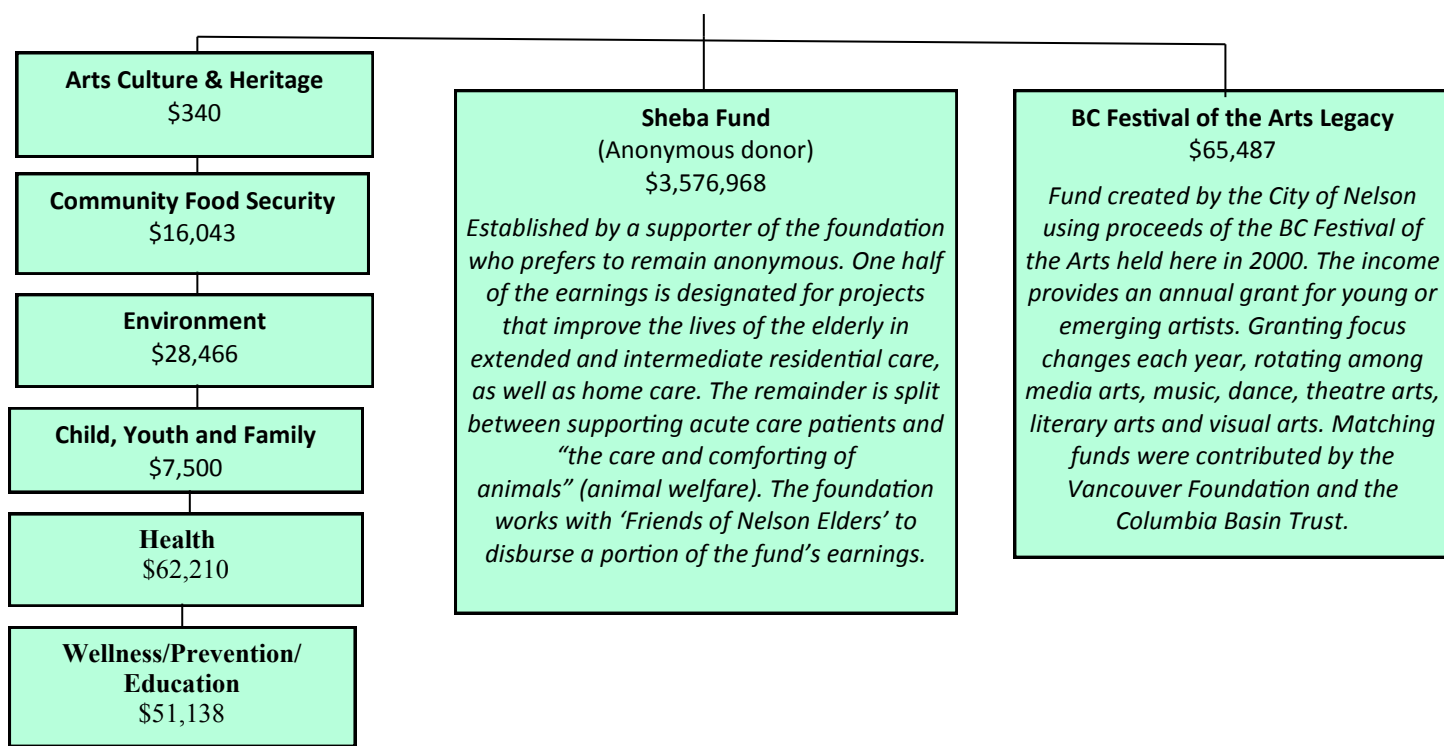 Arts Culture & Heritage
$340
Community Food Security
$16,043
Environment
$28,466
Child, Youth and Family
$7,500
Health
$62,210
Wellness/Prevention/
Education
$51,138
Sheba Fund
(Anonymous donor)
$3,576,968
Established by a supporter of the foundation
who prefers to remain anonymous. One half
of the earnings is designated for projects
that improve the lives of the elderly in
extended and intermediate residential care,
as well as home care. The remainder is split
between supporting acute care patients and
“the care and comforting of
animals” (animal welfare). The foundation
works with ‘Friends of Nelson Elders’ to
disburse a portion of the fund’s earnings.
BC Festival of the Arts Legacy
$65,487
Fund created by the City of Nelson
using proceeds of the BC Festival of
the Arts held here in 2000. The income
provides an annual grant for young or
emerging artists. Granting focus
changes each year, rotating among
media arts, music, dance, theatre arts,
literary arts and visual arts. Matching
funds were contributed by the
Vancouver Foundation and the
Columbia Basin Trust.